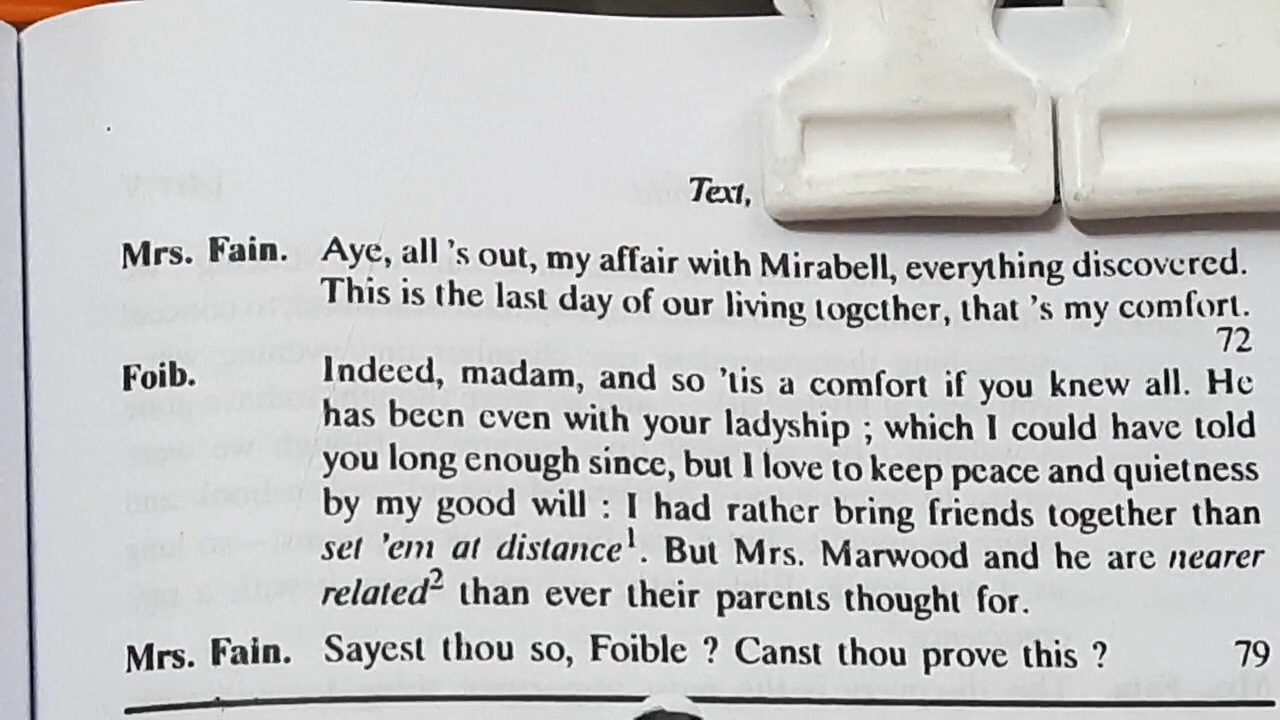 Text,
Mrs. Fain. Aye, all 's out, my affair with Mirabell, everything discovered.
This is the last day of our living together, that 's my comfort.
72
Foib. Indeed, madam, and so 'tis a comfort if you knew all. He
has been even with your ladyship ; which I could have told
you long enough since, but I love to keep peace and quietness
by my good will : I had rather bring friends together than
set 'em at distance¹. But Mrs. Marwood and he are nearer
related² than ever their parents thought for.
Mrs. Fain. Sayest thou so, Foible ? Canst thou prove this ? 79